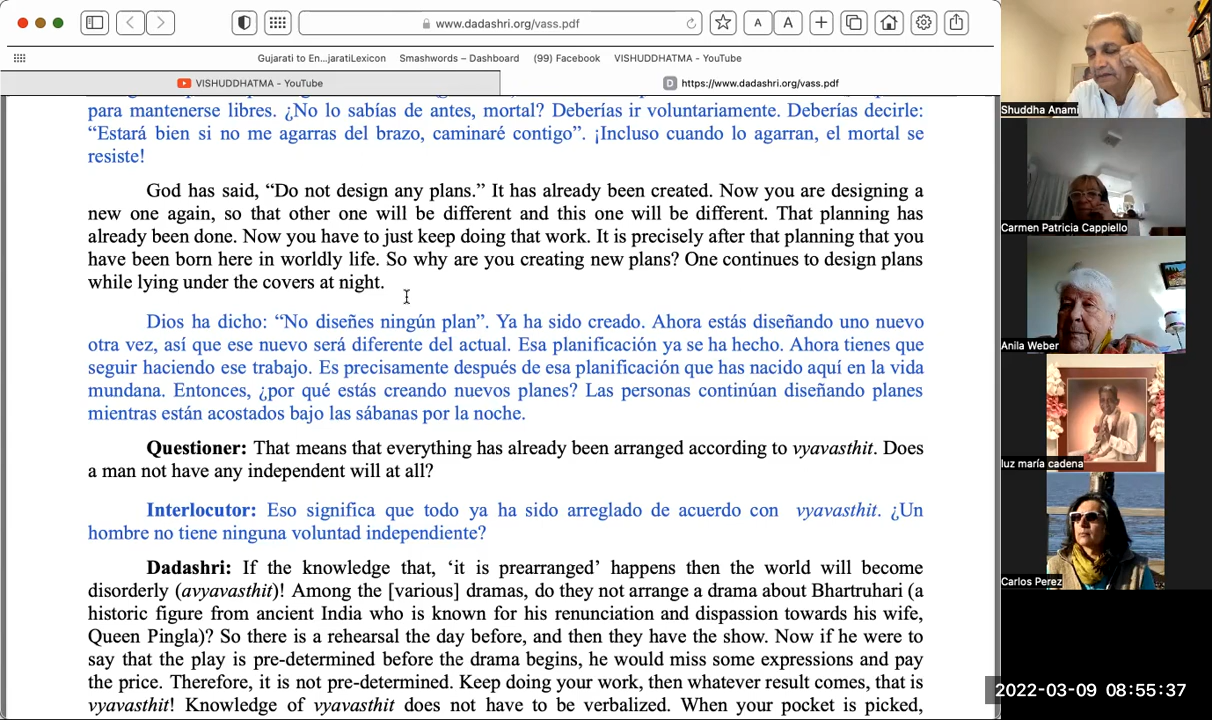 www.dadashri.org/vass.pdf
A
A
Gujarati to En...jaratiLexicon
Smashwords – Dashboard
(99) Facebook
VISHUDDHATMA - YouTube
VISHUDDHATMA - YouTube
D
https://www.dadashri.org/vass.pdf
para mantenerse libres. ¿No lo sabías de antes, mortal? Deberías ir voluntariamente. Deberías decirle:
“Estará bien si no me agarras del brazo, caminaré contigo”. ¡Incluso cuando lo agarran, el mortal se
resiste!
God has said, “Do not design any plans.” It has already been created. Now you are designing a
new one again, so that other one will be different and this one will be different. That planning has
already been done. Now you have to just keep doing that work. It is precisely after that planning that you
have been born here in worldly life. So why are you creating new plans? One continues to design plans
while lying under the covers at night.
Dios ha dicho: “No diseñes ningún plan”. Ya ha sido creado. Ahora estás diseñando uno nuevo
otra vez, así que ese nuevo será diferente del actual. Esa planificación ya se ha hecho. Ahora tienes que
seguir haciendo ese trabajo. Es precisamente después de esa planificación que has nacido aquí en la vida
mundana. Entonces, ¿por qué estás creando nuevos planes? Las personas continúan diseñando planes
mientras están acostados bajo las sábanas por la noche.
Questioner: That means that everything has already been arranged according to vyavasthit. Does
a man not have any independent will at all?
Interlocutor: Eso significa que todo ya ha sido arreglado de acuerdo con vyavasthit. ¿Un
hombre no tiene ninguna voluntad independiente?
Dadashri: If the knowledge that, ‘it is prearranged’ happens then the world will become
disorderly (avyavasthit)! Among the [various] dramas, do they not arrange a drama about Bhartruhari (a
historic figure from ancient India who is known for his renunciation and dispassion towards his wife,
Queen Pingla)? So there is a rehearsal the day before, and then they have the show. Now if he were to
say that the play is pre-determined before the drama begins, he would miss some expressions and pay
the price. Therefore, it is not pre-determined. Keep doing your work, then whatever result comes, that is
vyavasthit! Knowledge of vyavasthit does not have to be verbalized. When your pocket is picked,
Shuddha Anami
Carmen Patricia Cappiello
Anila Weber
luz maría cadena
Carlos Perez
2022-03-09 08:55:37